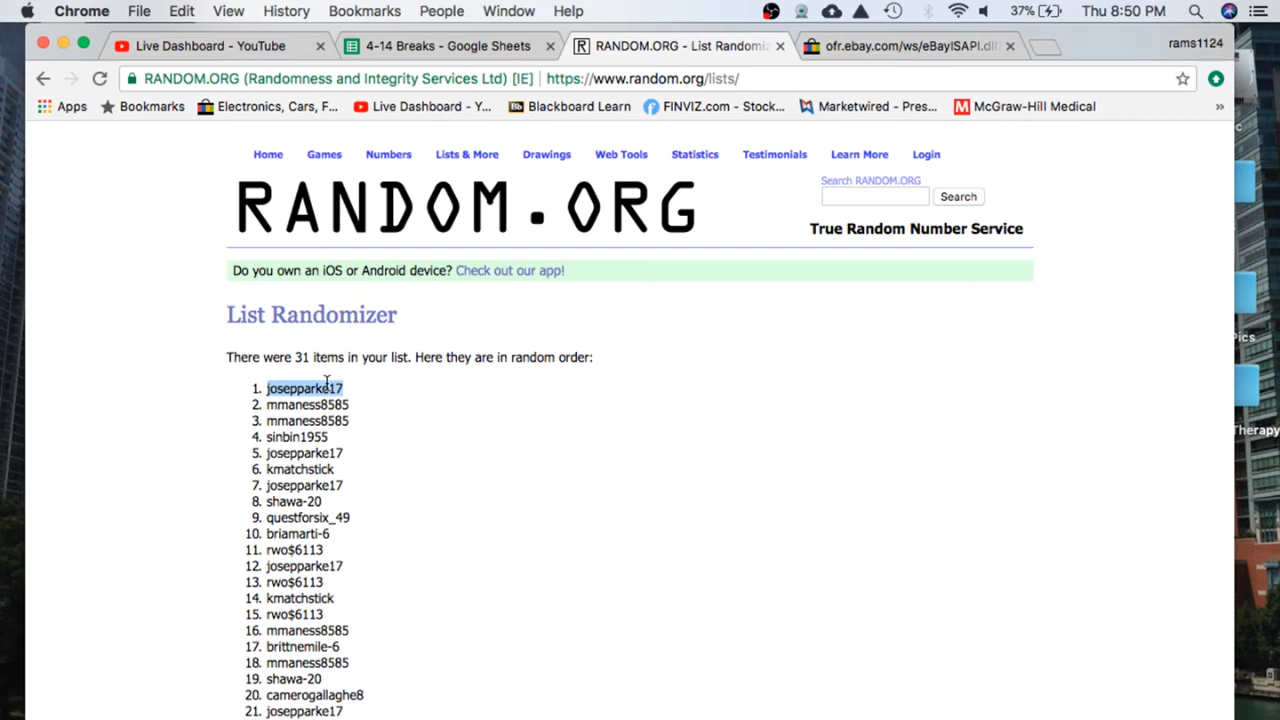 Chrome File Edit View History Bookmarks People Window Help 37% Thu 8:50 PM
Live Dashboard - YouTube 4-14 Breaks - Google Sheets RANDOM.ORG - List Randomiz ofr.ebay.com/ws/eBayISAPI.dll rams1124
RANDOM.ORG (Randomness and Integrity Services Ltd) [IE] https://www.random.org/lists/
Apps Bookmarks Electronics, Cars, F... Live Dashboard - Y... Bb Blackboard Learn FINVIZ.com - Stock... Marketwired - Pres... M McGraw-Hill Medical »
Home Games Numbers Lists & More Drawings Web Tools Statistics Testimonials Learn More Login
Search RANDOM.ORG
RANDOM.ORG
Search
True Random Number Service
Do you own an iOS or Android device? Check out our app!
List Randomizer
There were 31 items in your list. Here they are in random order:
1. josepparke17
2. mmaness8585
3. mmaness8585
4. sinbin1955
5. josepparke17
6. kmatchstick
7. josepparke17
8. shawa-20
9. questforsix_49
10. briamarti-6
11. rwo$6113
12. josepparke17
13. rwo$6113
14. kmatchstick
15. rwo$6113
16. mmaness8585
17. brittnemile-6
18. mmaness8585
19. shawa-20
20. camerogallaghe8
21. josepparke17
c
Pics
Therapy